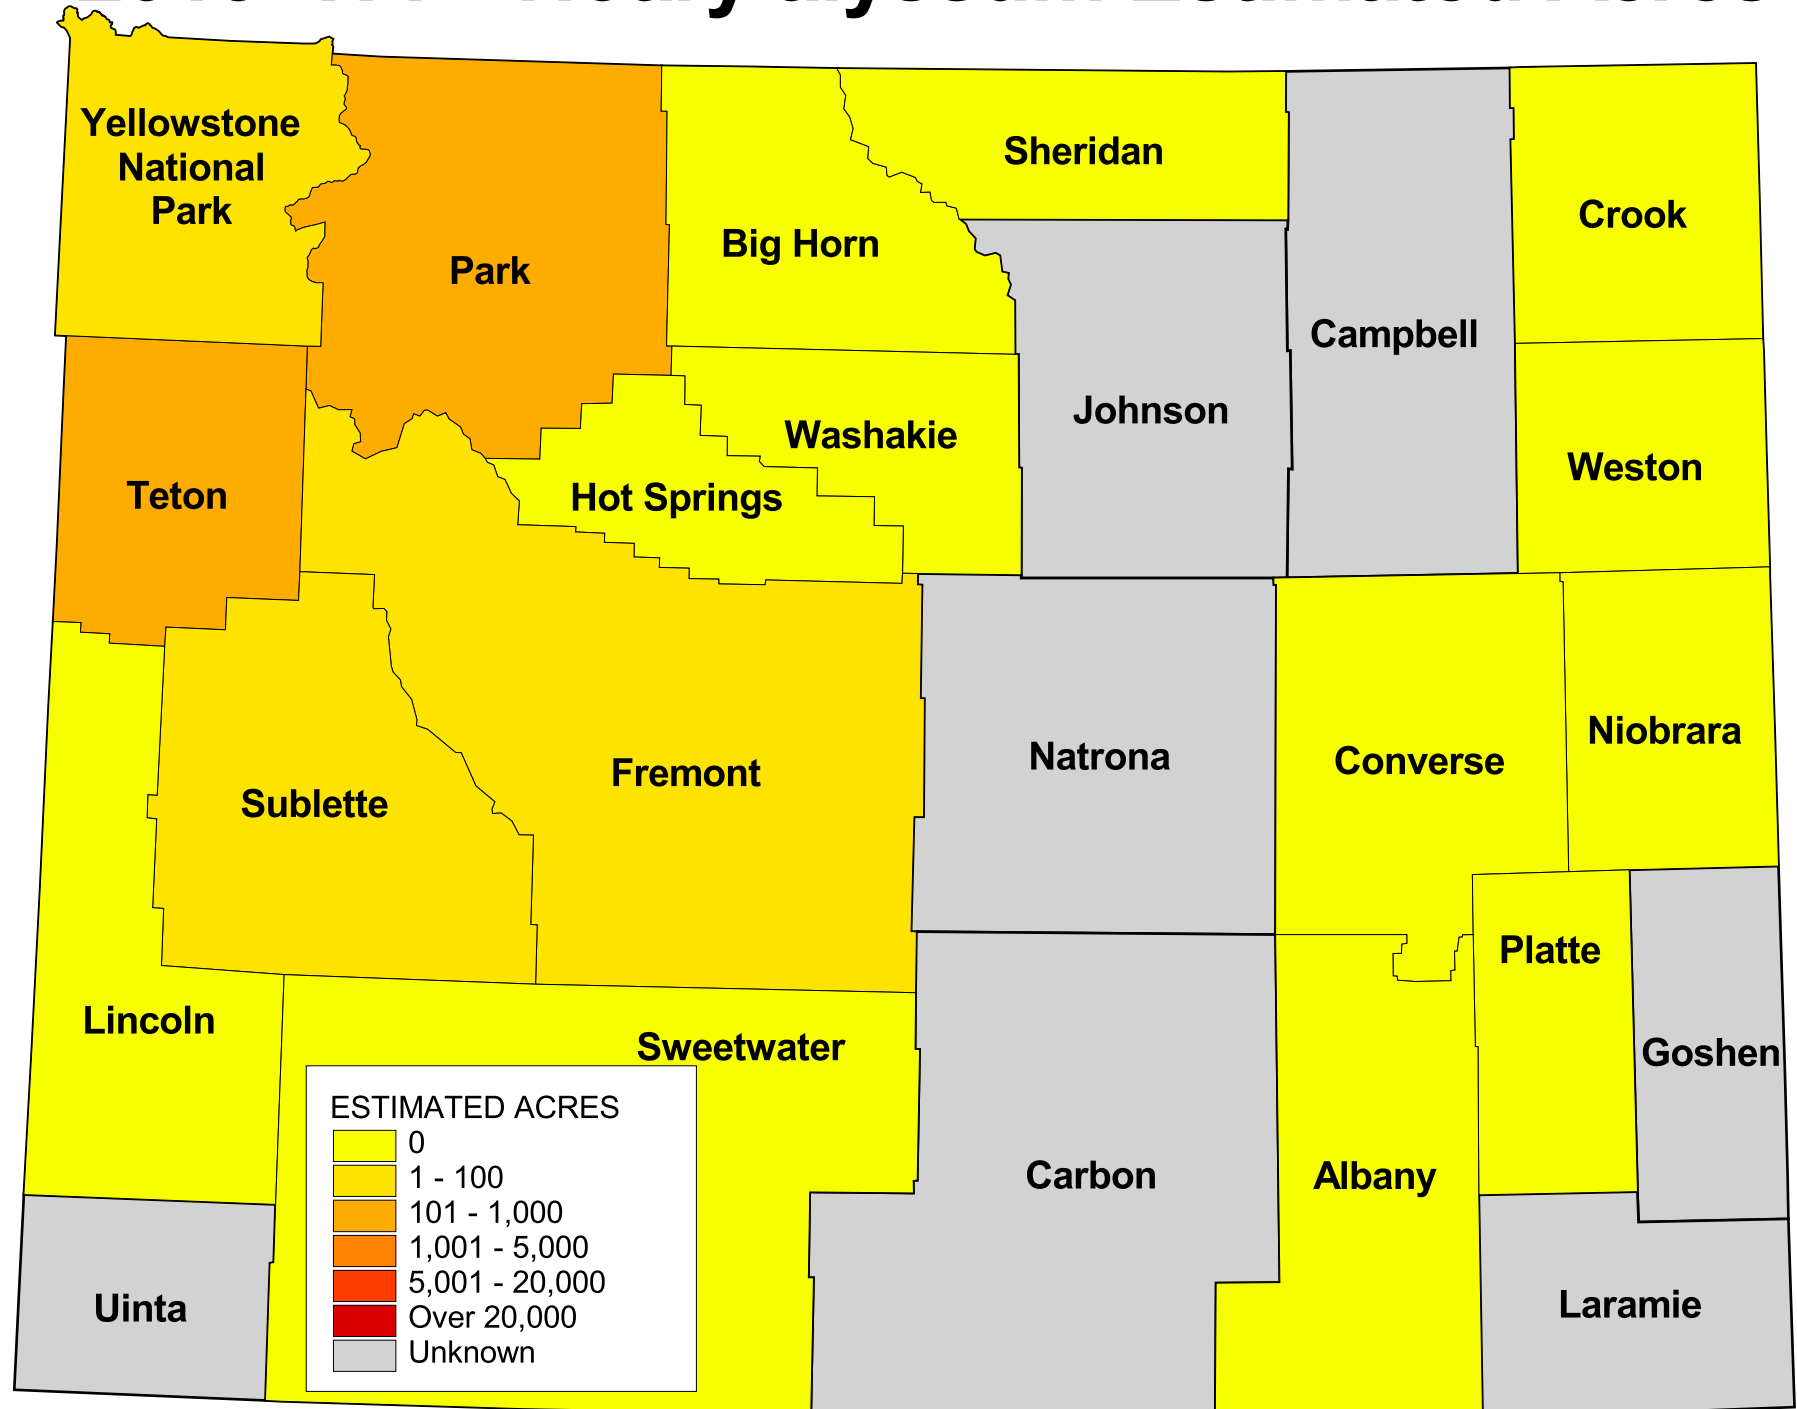 Yellowstone
National
Park
Park
Big Horn
Sheridan
Campbell
Crook
Johnson
Washakie
Hot Springs
Teton
Weston
Sublette
Fremont
Natrona
Converse
Niobrara
Platte
Lincoln
Sweetwater
Goshen
Carbon
Albany
Uinta
Laramie
ESTIMATED ACRES
0
1 - 100
101 - 1,000
1,001 - 5,000
5,001 - 20,000
Over 20,000
Unknown